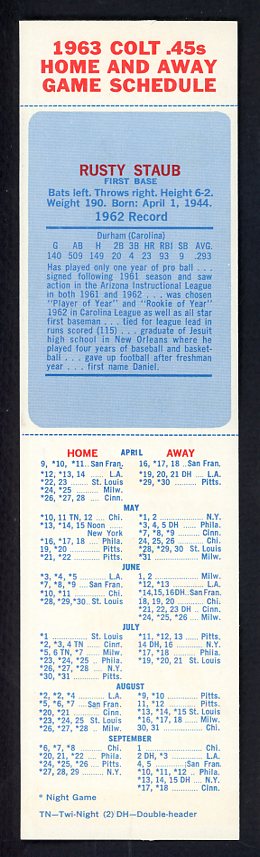 1963 COLT .45s
HOME AND AWAY
GAME SCHEDULE
RUSTY STAUB
FIRST BASE
Bats left. Throws right. Height 6-2.
Weight 190. Born: April 1, 1944.
1962 Record
Durham (Carolina)
G AB H 2B 3B HR RBI SB AVG.
140 509 149 20 4 23 93 9 .293
Has played only one year of pro ball . . .
signed following 1961 season and saw
action in the Arizona Instructional League
in both 1961 and 1962 . . . was chosen
"Player of Year" and "Rookie of Year"
1962 in Carolina League as well as all star
first baseman . . . tied for league lead in
runs scored (115) . . . graduate of Jesuit
high school in New Orleans where he
played four years of baseball and basket-
ball . . . gave up football after freshman
year . . . first name Daniel.
HOME APRIL AWAY
9, *10, *11 .. San Fran. 16, *17, 18 .. San Fran.
*12, *13, 14 ...... L.A. *19, 20, 21 DH .... L.A.
*22, 23 ...... St. Louis *29, *30 ........ Pitts.
*24, *25 ........ Milw.
*26, *27, 28 .... Cinn.
MAY
*10, 11 TN, 12 .... Chi. *1, 2 ............ N.Y.
*13, *14, 15 Noon ...... *3, 4, 5 DH .... Phila.
New York *7, *8, *9 ...... Cinn.
*16, *17, *18 .... Phila. 24, 25, 26 ...... Chi.
19, *20 ........ Pitts. *28, *29, 30 St. Louis
*21, *22 ........ Pitts. *31 ............ Milw.
JUNE
*3, *4, *5 ........ L.A. 1, 2 ............ Milw.
*7, *8, *9 .... San Fran. *12, *13 ........ L.A.
*10, *11 ........ Chi. *14, 15, 16 DH. San Fran.
*28, *29, *30 St. Louis 18, 19, 20 ...... Chi.
*21, 22, 23 DH .. Cinn.
*24, *25, *26 .... Milw.
JULY
*1 ........ St. Louis *11, *12, 13 .... Pitts.
*2, *3, 4 TN .... Cinn. 14 DH, 16 ........ N.Y.
*5, 6 TN, *7 .... Milw. *17, *18 ...... Phila.
*23, *24, *25 .. Phila. *19, *20, 21 St. Louis
*26, *27, *28 .... N.Y.
*30, *31 ........ Pitts.
AUGUST
*2, *2, *4 ........ L.A. *9, *10 ........ Pitts.
*5, *6, *7 .... San Fran. 11, *12 ........ Pitts.
*20, *21 ........ Cinn. *13, *14, *15 St. Louis
*23, *24, 25 St. Louis *16, *17, 18 .... Milw.
*26, *27, *28 .. Milw. 30, 31 .......... Chi.
SEPTEMBER
*6, *7, *8 ........ Chi. 1 .............. Chi.
*20, 21, *22 .... Phila. 2 DH, *3 ........ L.A.
*24, *25, *26 .. Pitts. 4, 5 ........ San Fran.
*27, 28, 29 ...... N.Y. *10, *11, *12 .. Phila.
*13, 14, 15 DH .. N.Y.
*17, *18 ........ Cinn.
* Night Game
TN—Twi-Night (2) DH—Double-header